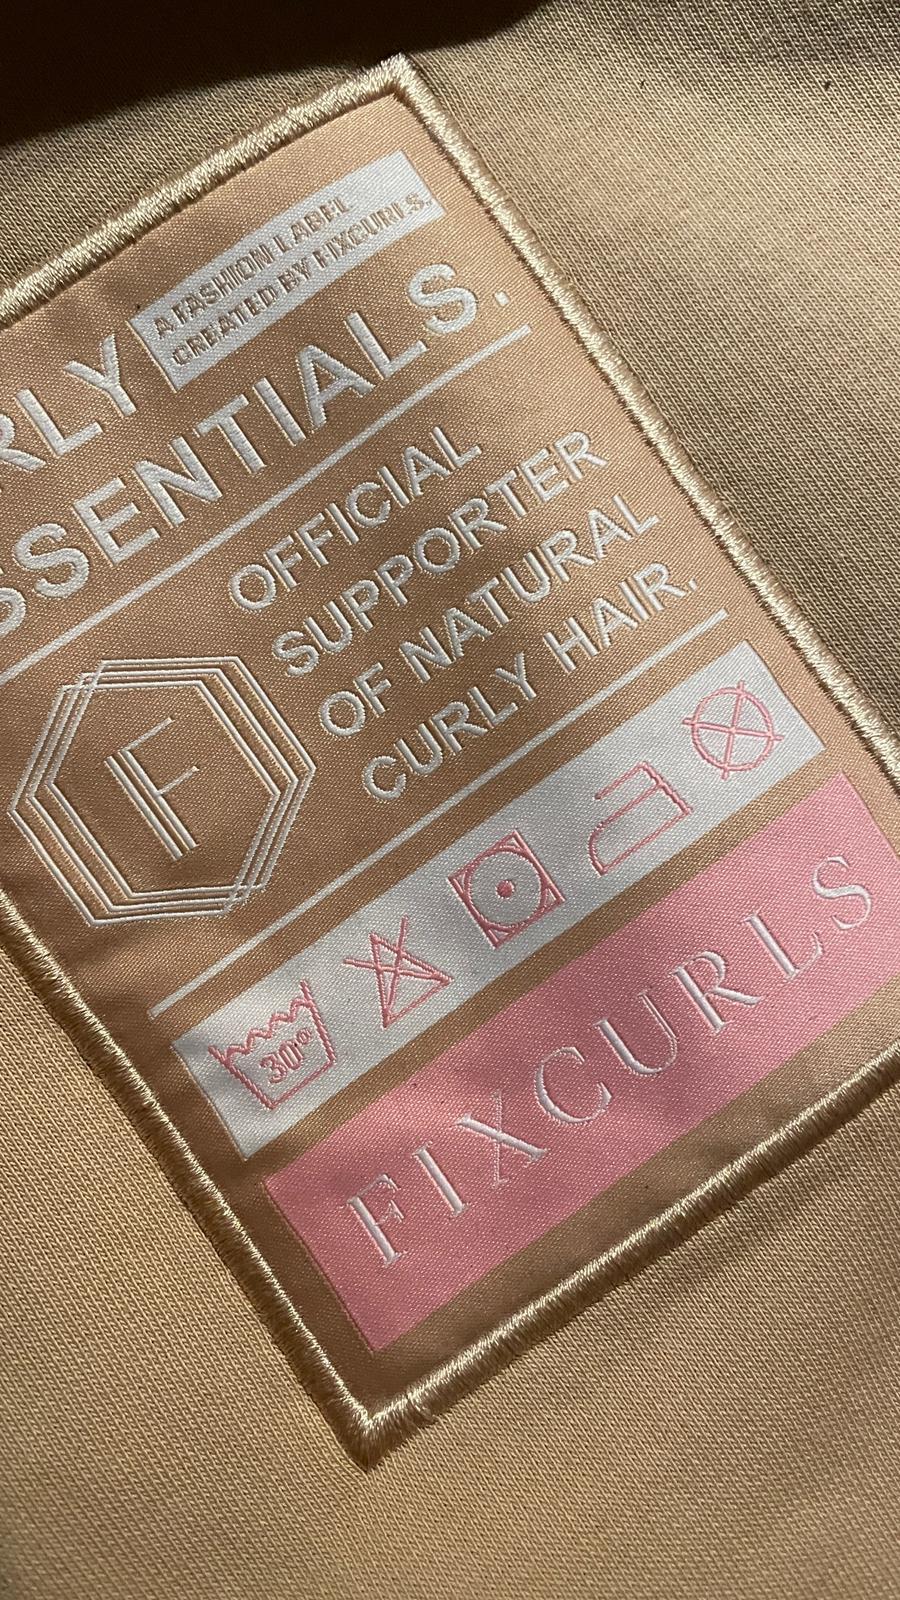 A FASHION LABEL
CREATED BY FIXCURLS.
RLY
SSENTIALS.
OFFICIAL
SUPPORTER
OF NATURAL
CURLY HAIR.
F
30°
FIXCURLS